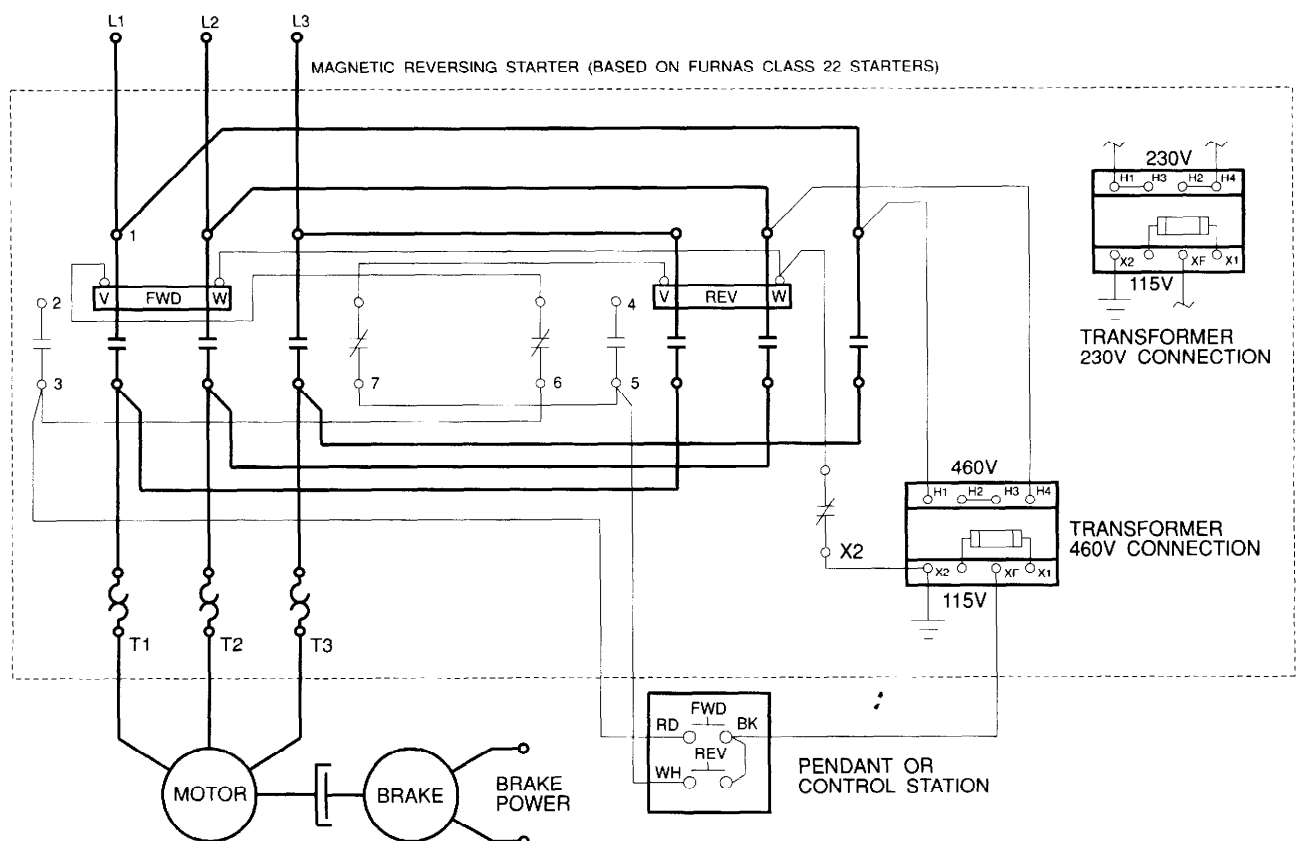 L1 L2 L3
MAGNETIC REVERSING STARTER (BASED ON FURNAS CLASS 22 STARTERS)
230V
H1 H3 H2 H4
X2 XF X1
115V
TRANSFORMER
230V CONNECTION
1
V FWD W
V REV W
2
4
3
7
6
5
460V
H1 H2 H3 H4
TRANSFORMER
460V CONNECTION
X2
X2 XF X1
115V
T1 T2 T3
FWD
RD BK
REV
WH
PENDANT OR
CONTROL STATION
MOTOR
BRAKE
BRAKE
POWER